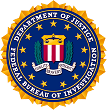 DEPARTMENT OF JUSTICE
FEDERAL BUREAU OF INVESTIGATION